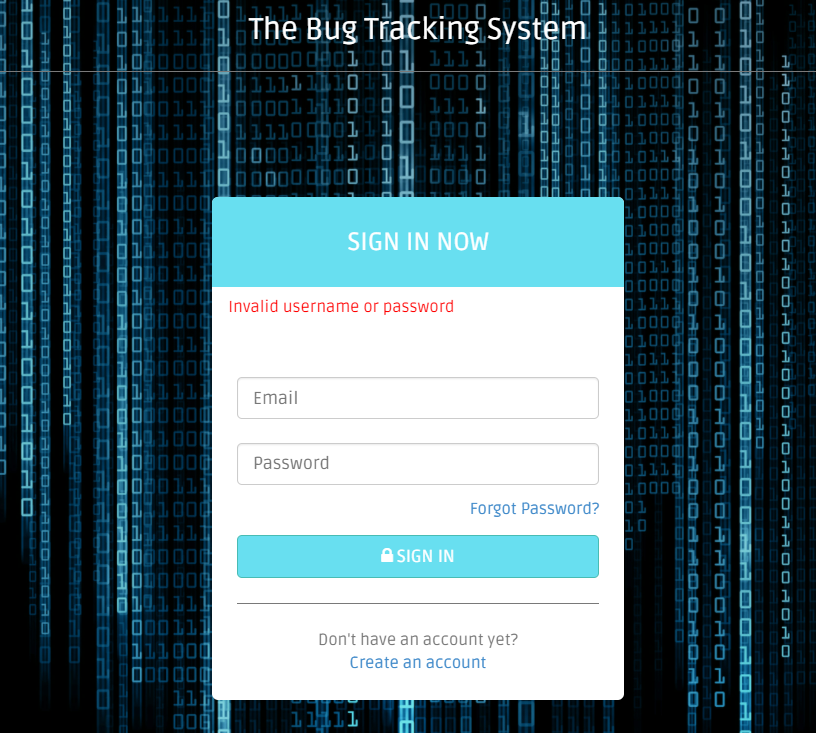 The Bug Tracking System
SIGN IN NOW
Invalid username or password
Email
Password
Forgot Password?
SIGN IN
Don't have an account yet?
Create an account